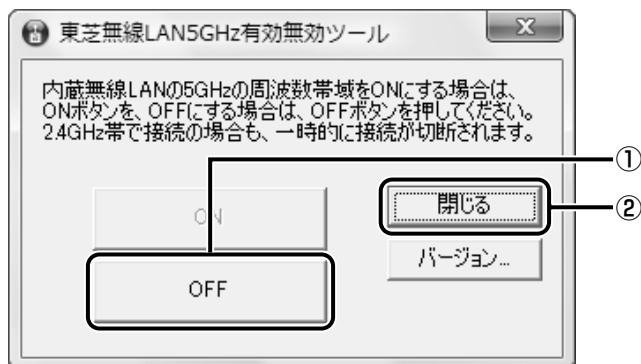 東芝無線LAN5GHz有効無効ツール
内蔵無線LANの5GHzの周波数帯域をONにする場合は、
ONボタンを、OFFにする場合は、OFFボタンを押してください。
2.4GHz帯で接続の場合も、一時的に接続が切断されます。
①
ON
閉じる
②
バージョン...
OFF